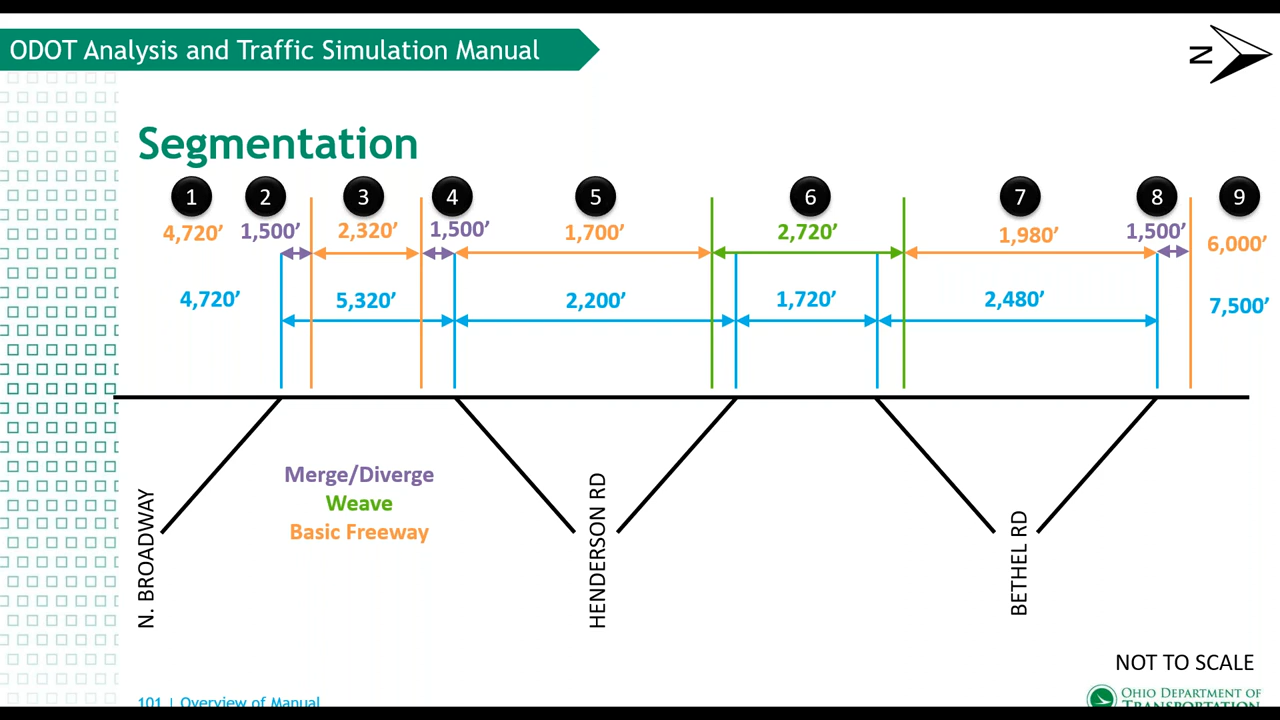 ODOT Analysis and Traffic Simulation Manual
N
Segmentation
1 2 3 4 5 6 7 8 9
4,720’ 1,500’ 2,320’ 1,500’ 1,700’ 2,720’ 1,980’ 1,500’ 6,000’
4,720’ 5,320’ 2,200’ 1,720’ 2,480’ 7,500’
Merge/Diverge
Weave
Basic Freeway
N. BROADWAY
HENDERSON RD
BETHEL RD
NOT TO SCALE
101 | Overview of Manual
OHIO DEPARTMENT OF
TRANSPORTATION